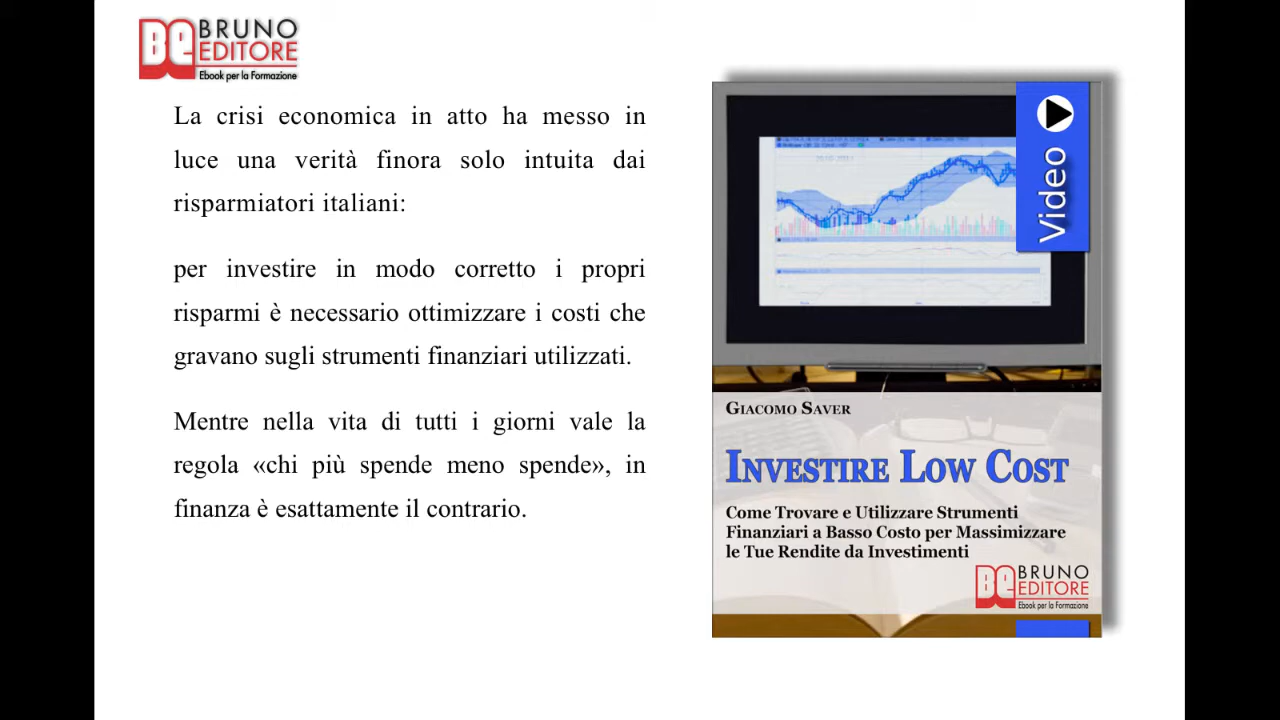 BRUNO
EDITORE
Ebook per la Formazione
La crisi economica in atto ha messo in
luce una verità finora solo intuita dai
risparmiatori italiani:
per investire in modo corretto i propri
risparmi è necessario ottimizzare i costi che
gravano sugli strumenti finanziari utilizzati.
Mentre nella vita di tutti i giorni vale la
regola «chi più spende meno spende», in
finanza è esattamente il contrario.
Video
GIACOMO SAVER
INVESTIRE LOW COST
Come Trovare e Utilizzare Strumenti
Finanziari a Basso Costo per Massimizzare
le Tue Rendite da Investimenti
BRUNO
EDITORE
Ebook per la Formazione